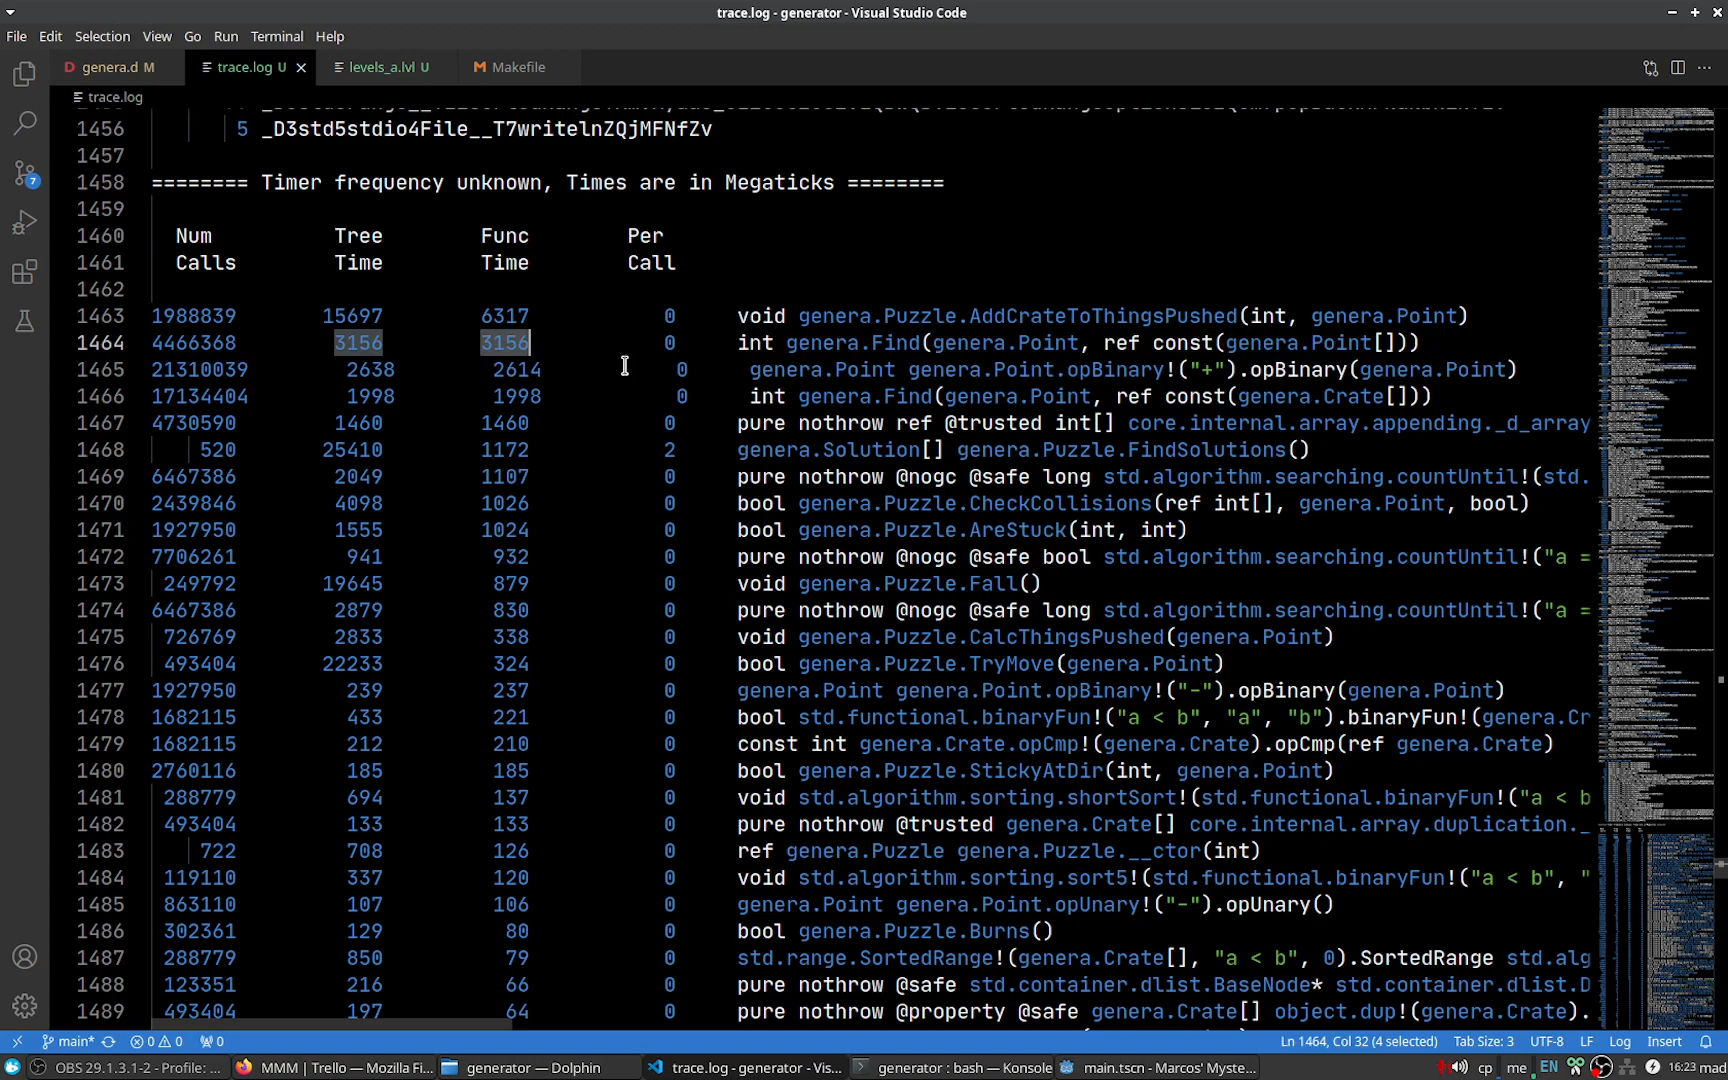 trace.log - generator - Visual Studio Code
File Edit Selection View Go Run Terminal Help
genera.d M trace.log U levels_a.lvl U Makefile
trace.log
1456 5 _D3std5stdio4File__T7writelnZQjMFNfZv
1457
1458 ======== Timer frequency unknown, Times are in Megaticks ========
1459
1460 Num Tree Func Per
1461 Calls Time Time Call
1462
1463 1988839 15697 6317 0 void genera.Puzzle.AddCrateToThingsPushed(int, genera.Point)
1464 4466368 3156 3156 0 int genera.Find(genera.Point, ref const(genera.Point[]))
1465 21310039 2638 2614 0 genera.Point genera.Point.opBinary!("+").opBinary(genera.Point)
1466 17134404 1998 1998 0 int genera.Find(genera.Point, ref const(genera.Crate[]))
1467 4730590 1460 1460 0 pure nothrow ref @trusted int[] core.internal.array.appending._d_array
1468 520 25410 1172 2 genera.Solution[] genera.Puzzle.FindSolutions()
1469 6467386 2049 1107 0 pure nothrow @nogc @safe long std.algorithm.searching.countUntil!(std.
1470 2439846 4098 1026 0 bool genera.Puzzle.CheckCollisions(ref int[], genera.Point, bool)
1471 1927950 1555 1024 0 bool genera.Puzzle.AreStuck(int, int)
1472 7706261 941 932 0 pure nothrow @nogc @safe bool std.algorithm.searching.countUntil!("a =
1473 249792 19645 879 0 void genera.Puzzle.Fall()
1474 6467386 2879 830 0 pure nothrow @nogc @safe long std.algorithm.searching.countUntil!("a =
1475 726769 2833 338 0 void genera.Puzzle.CalcThingsPushed(genera.Point)
1476 493404 22233 324 0 bool genera.Puzzle.TryMove(genera.Point)
1477 1927950 239 237 0 genera.Point genera.Point.opBinary!("-").opBinary(genera.Point)
1478 1682115 433 221 0 bool std.functional.binaryFun!("a < b", "a", "b").binaryFun!(genera.Cr
1479 1682115 212 210 0 const int genera.Crate.opCmp!(genera.Crate).opCmp(ref genera.Crate)
1480 2760116 185 185 0 bool genera.Puzzle.StickyAtDir(int, genera.Point)
1481 288779 694 137 0 void std.algorithm.sorting.shortSort!(std.functional.binaryFun!("a < b
1482 493404 133 133 0 pure nothrow @trusted genera.Crate[] core.internal.array.duplication._
1483 722 708 126 0 ref genera.Puzzle genera.Puzzle.__ctor(int)
1484 119110 337 120 0 void std.algorithm.sorting.sort5!(std.functional.binaryFun!("a < b", "
1485 863110 107 106 0 genera.Point genera.Point.opUnary!("-").opUnary()
1486 302361 129 80 0 bool genera.Puzzle.Burns()
1487 288779 850 79 0 std.range.SortedRange!(genera.Crate[], "a < b", 0).SortedRange std.alg
1488 123351 216 66 0 pure nothrow @safe std.container.dlist.BaseNode* std.container.dlist.D
1489 493404 197 64 0 pure nothrow @property @safe genera.Crate[] object.dup!(genera.Crate).
main* 0 0 0 Ln 1464, Col 32 (4 selected) Tab Size: 3 UTF-8 LF Log Insert
OBS 29.1.3.1-2 - Profile: ... MMM | Trello — Mozilla Fi... generator — Dolphin trace.log - generator - Vis... generator : bash — Konsole main.tscn - Marcos' Myste... cp me EN 16:23 mad